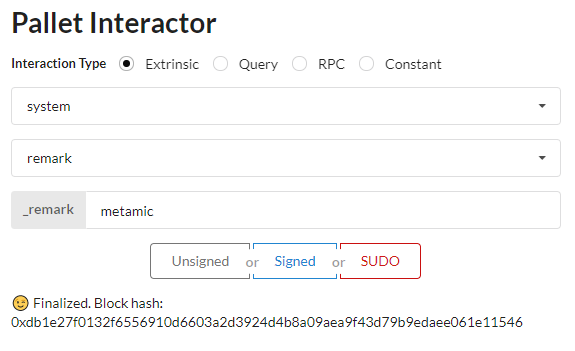 Pallet Interactor
Interaction Type Extrinsic Query RPC Constant
system
remark
_remark metamic
Unsigned or Signed or SUDO
😉 Finalized. Block hash:
0xdb1e27f0132f6556910d6603a2d3924d4b8a09aea9f43d79b9edaee061e11546